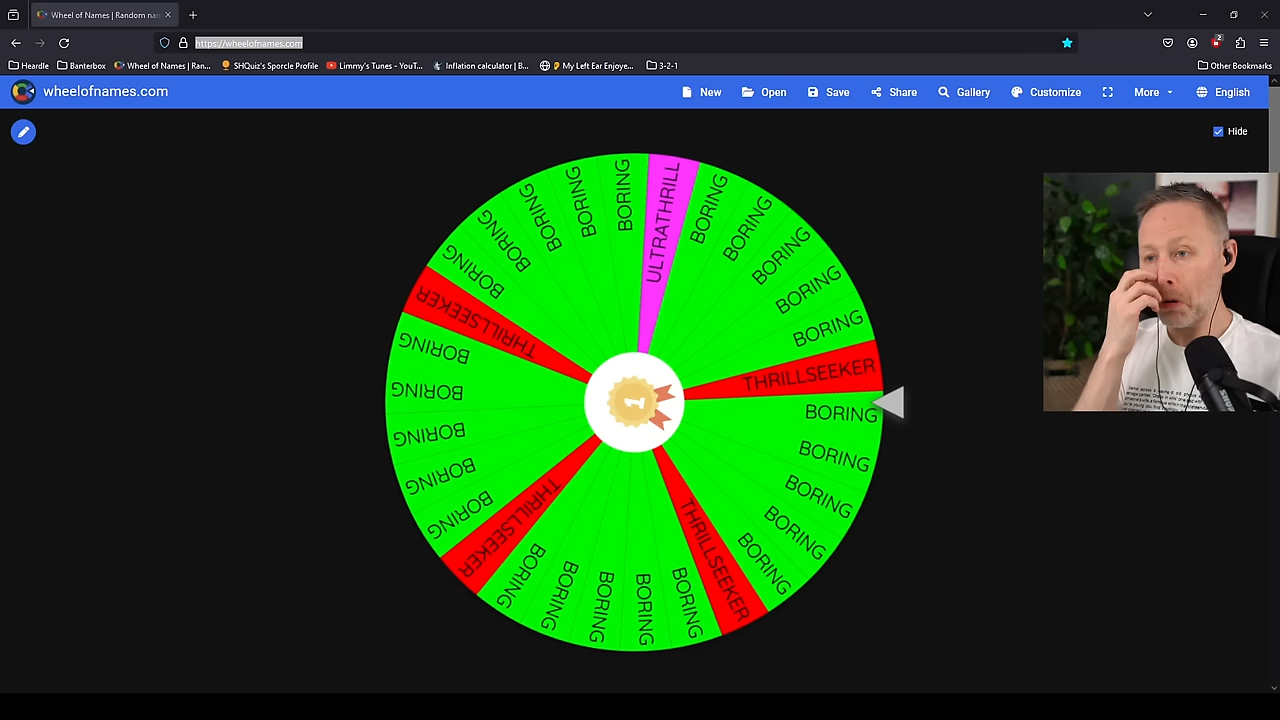 Wheel of Names | Random nam
https://wheelofnames.com
2
Heardle
Banterbox
Wheel of Names | Ran...
SHQuiz's Sporcle Profile
Limmy's Tunes - YouT...
Inflation calculator | B...
My Left Ear Enjoye...
3-2-1
Other Bookmarks
wheelofnames.com
New
Open
Save
Share
Gallery
Customize
More
English
Hide
ULTRATHRILL
BORING
BORING
BORING
BORING
BORING
THRILLSEEKER
BORING
BORING
BORING
BORING
BORING
THRILLSEEKER
BORING
BORING
BORING
BORING
BORING
THRILLSEEKER
BORING
BORING
BORING
BORING
BORING
THRILLSEEKER
BORING
BORING
BORING
BORING
BORING
1